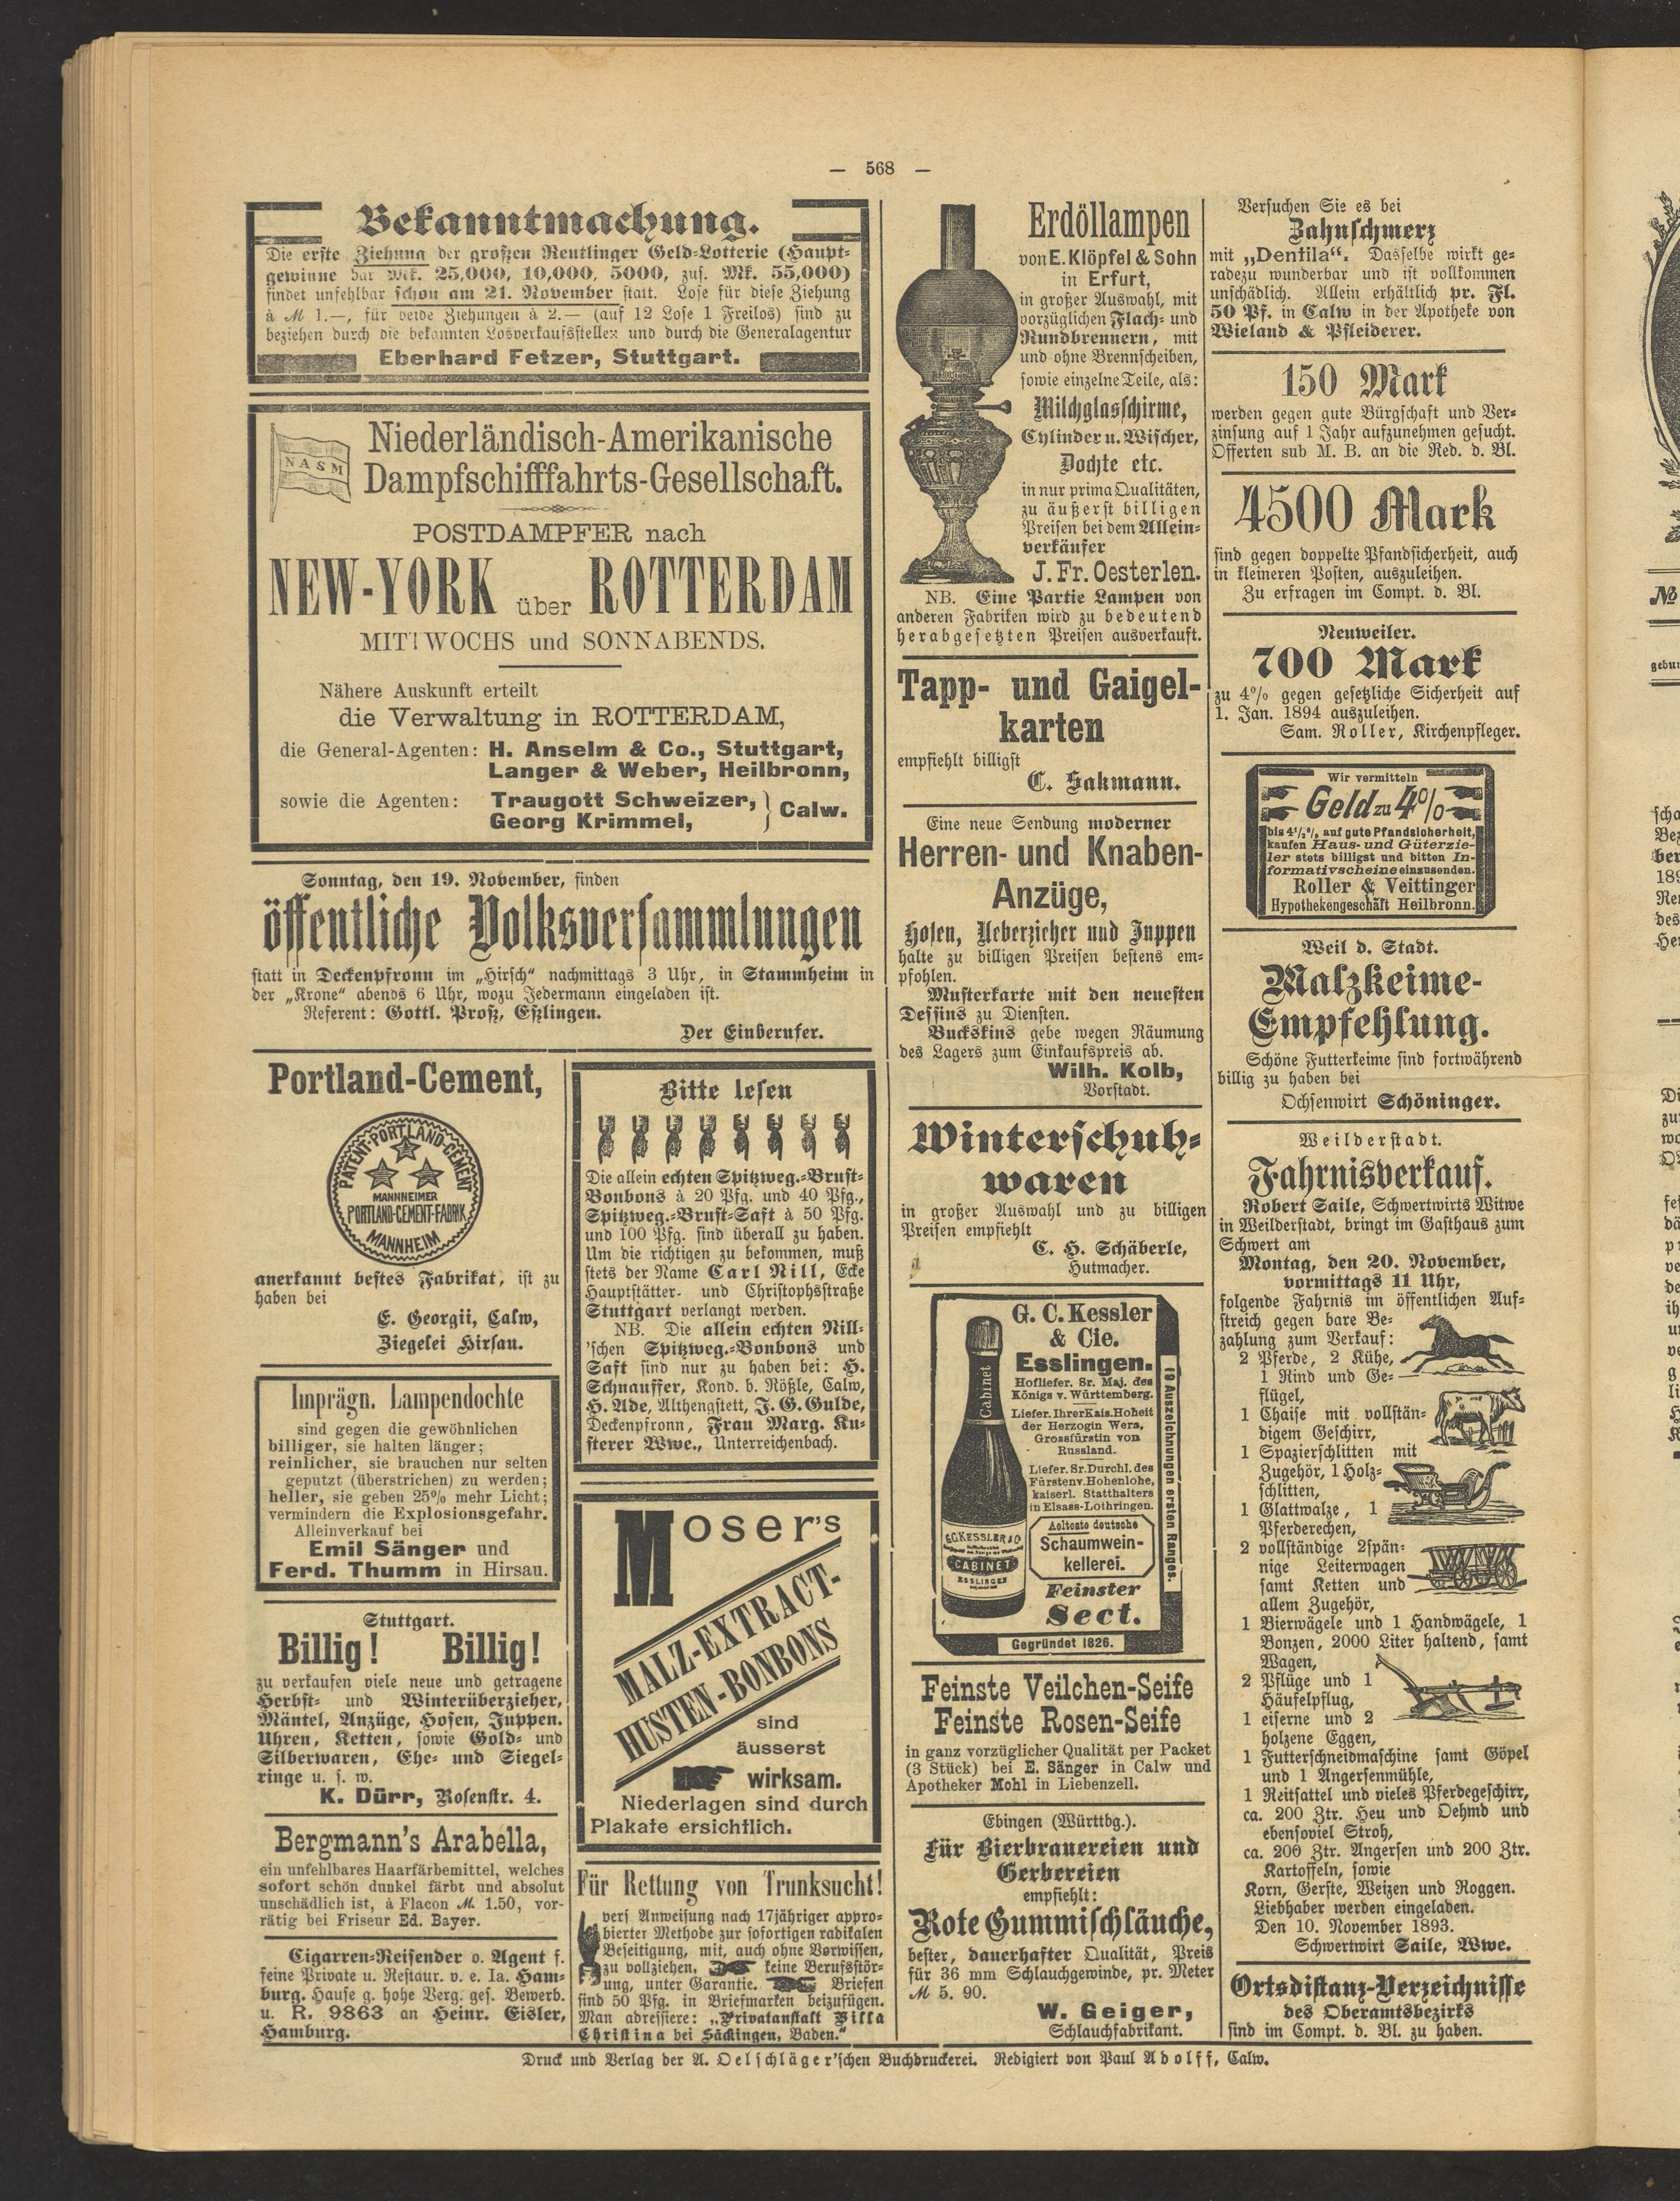 — 568 —
Bekanntmachung.
Die erste Ziehung der großen Reutlinger Geld-Lotterie (Haupt-
gewinne bar Mk. 25,000, 10,000, 5000, zus. Mk. 55,000)
findet unfehlbar schon am 21. November statt. Lose für diese Ziehung
à M 1.—, für beide Ziehungen à 2.— (auf 12 Lose 1 Freilos) sind zu
beziehen durch die bekannten Losverkaufsstellen und durch die Generalagentur
Eberhard Fetzer, Stuttgart.
NASM
Niederländisch-Amerikanische
Dampfschifffahrts-Gesellschaft.
POSTDAMPFER nach
NEW-YORK über ROTTERDAM
MITTWOCHS und SONNABENDS.
Nähere Auskunft erteilt
die Verwaltung in ROTTERDAM,
die General-Agenten: H. Anselm & Co., Stuttgart,
Langer & Weber, Heilbronn,
sowie die Agenten: Traugott Schweizer, } Calw.
Georg Krimmel,
Sonntag, den 19. November, finden
öffentliche Volksversammlungen
statt in Deckenpfronn im „Hirsch“ nachmittags 3 Uhr, in Stammheim in
der „Krone“ abends 6 Uhr, wozu Jedermann eingeladen ist.
Referent: Gottl. Proß, Eßlingen.
Der Einberufer.
Portland-Cement,
PATENT-PORTLAND-CEMENT
MANNHEIMER
PORTLAND-CEMENT-FABRIK
MANNHEIM
anerkannt bestes Fabrikat, ist zu
haben bei
E. Georgii, Calw,
Ziegelei Hirsau.
Imprägn. Lampendochte
sind gegen die gewöhnlichen
billiger, sie halten länger;
reinlicher, sie brauchen nur selten
geputzt (überstrichen) zu werden;
heller, sie geben 25% mehr Licht;
vermindern die Explosionsgefahr.
Alleinverkauf bei
Emil Sänger und
Ferd. Thumm in Hirsau.
Stuttgart.
Billig! Billig!
zu verkaufen viele neue und getragene
Herbst- und Winterüberzieher,
Mäntel, Anzüge, Hosen, Juppen.
Uhren, Ketten, sowie Gold- und
Silberwaren, Ehe- und Siegel-
ringe u. s. w.
K. Dürr, Rosenstr. 4.
Bergmann's Arabella,
ein unfehlbares Haarfärbemittel, welches
sofort schön dunkel färbt und absolut
unschädlich ist, à Flacon M. 1.50, vor-
rätig bei Friseur Ed. Bayer.
Cigarren-Reisender o. Agent f.
feine Private u. Restaur. v. e. Ia. Ham-
burg. Hause g. hohe Verg. ges. Bewerb.
u. R. 9863 an Heinr. Eisler,
Hamburg.
Bitte lesen
Die allein echten Spitzweg.-Brust-
Bonbons à 20 Pfg. und 40 Pfg.,
Spitzweg.-Brust-Saft à 50 Pfg.
und 100 Pfg. sind überall zu haben.
Um die richtigen zu bekommen, muß
stets der Name Carl Nill, Ecke
Hauptstätter- und Christophsstraße
Stuttgart verlangt werden.
NB. Die allein echten Nill-
'schen Spitzweg.-Bonbons und
Saft sind nur zu haben bei: H.
Schnauffer, Kond. b. Rößle, Calw,
H. Ade, Althengstett, J. G. Gulde,
Deckenpfronn, Frau Marg. Ku-
sterer Wwe., Unterreichenbach.
Moser's
MALZ-EXTRACT-
HUSTEN-BONBONS
sind
äusserst
wirksam.
Niederlagen sind durch
Plakate ersichtlich.
Für Rettung von Trunksucht!
vers. Anweisung nach 17jähriger appro-
bierter Methode zur sofortigen radikalen
Beseitigung, mit, auch ohne Vorwissen,
zu vollziehen, keine Berufsstör-
ung, unter Garantie. Briefen
sind 50 Pfg. in Briefmarken beizufügen.
Man adressiere: „Privatanstalt Villa
Christina bei Säckingen, Baden.“
Erdöllampen
von E. Klöpfel & Sohn
in Erfurt,
in großer Auswahl, mit
vorzüglichen Flach- und
Rundbrennern, mit
und ohne Brennscheiben,
sowie einzelne Teile, als:
Milchglasschirme,
Cylinder u. Wischer,
Dochte etc.
in nur prima Qualitäten,
zu äußerst billigen
Preisen bei dem Allein-
verkäufer
J. Fr. Oesterlen.
NB. Eine Partie Lampen von
anderen Fabriken wird zu bedeutend
herabgesetzten Preisen ausverkauft.
Tapp- und Gaigel-
karten
empfiehlt billigst
C. Sakmann.
Eine neue Sendung moderner
Herren- und Knaben-
Anzüge,
Hosen, Ueberzieher und Juppen
halte zu billigen Preisen bestens em-
pfohlen.
Musterkarte mit den neuesten
Dessins zu Diensten.
Buckskins gebe wegen Räumung
des Lagers zum Einkaufspreis ab.
Wilh. Kolb,
Vorstadt.
Winterschuh-
waren
in großer Auswahl und zu billigen
Preisen empfiehlt
C. H. Schäberle,
Hutmacher.
G. C. Kessler
& Cie.
Esslingen.
Hofliefer. Sr. Maj. des
Königs v. Württemberg.
Liefer. Ihrer Kais. Hoheit
der Herzogin Wera,
Grossfürstin von
Russland.
Liefer. Sr. Durchl. des
Fürsten v. Hohenlohe,
kaiserl. Statthalters
in Elsass-Lothringen.
Aelteste deutsche
Schaumwein-
kellerei.
Feinster
Sect.
Gegründet 1826.
19 Auszeichnungen ersten Ranges.
Cabinet
G.C. KESSLER & Co
CABINET
ESSLINGEN
Feinste Veilchen-Seife
Feinste Rosen-Seife
in ganz vorzüglicher Qualität per Packet
(3 Stück) bei E. Sänger in Calw und
Apotheker Mohl in Liebenzell.
Ebingen (Württbg.).
Für Bierbrauereien und
Gerbereien
empfiehlt:
Rote Gummischläuche,
bester, dauerhafter Qualität, Preis
für 36 mm Schlauchgewinde, pr. Meter
M 5. 90.
W. Geiger,
Schlauchfabrikant.
Versuchen Sie es bei
Zahnschmerz
mit „Dentila“. Dasselbe wirkt ge-
radezu wunderbar und ist vollkommen
unschädlich. Allein erhältlich pr. Fl.
50 Pf. in Calw in der Apotheke von
Wieland & Pfleiderer.
150 Mark
werden gegen gute Bürgschaft und Ver-
zinsung auf 1 Jahr aufzunehmen gesucht.
Offerten sub M. B. an die Red. d. Bl.
4500 Mark
sind gegen doppelte Pfandsicherheit, auch
in kleineren Posten, auszuleihen.
Zu erfragen im Compt. d. Bl.
Neuweiler.
700 Mark
zu 4% gegen gesetzliche Sicherheit auf
1. Jan. 1894 auszuleihen.
Sam. Roller, Kirchenpfleger.
Wir vermitteln
Geld zu 4%
bis 4½%, auf gute Pfandsicherheit,
kaufen Haus- und Güterzie-
ler stets billigst und bitten In-
formativscheine einzusenden.
Roller & Veittinger
Hypothekengeschäft Heilbronn.
Weil d. Stadt.
Malzkeime-
Empfehlung.
Schöne Futterkeime sind fortwährend
billig zu haben bei
Ochsenwirt Schöninger.
Weilderstadt.
Fahrnisverkauf.
Robert Saile, Schwertwirts Witwe
in Weilderstadt, bringt im Gasthaus zum
Schwert am
Montag, den 20. November,
vormittags 11 Uhr,
folgende Fahrnis im öffentlichen Auf-
streich gegen bare Be-
zahlung zum Verkauf:
2 Pferde, 2 Kühe,
1 Rind und Ge-
flügel,
1 Chaise mit vollstän-
digem Geschirr,
1 Spazierschlitten mit
Zugehör, 1 Holz-
schlitten,
1 Glattwalze, 1
Pferderechen,
2 vollständige 2spän-
nige Leiterwagen
samt Ketten und
allem Zugehör,
1 Bierwägele und 1 Handwägele, 1
Bonzen, 2000 Liter haltend, samt
Wagen,
2 Pflüge und 1
Häufelpflug,
1 eiserne und 2
holzene Eggen,
1 Futterschneidmaschine samt Göpel
und 1 Angersenmühle,
1 Reitsattel und vieles Pferdegeschirr,
ca. 200 Ztr. Heu und Oehmd und
ebensoviel Stroh,
ca. 200 Ztr. Angersen und 200 Ztr.
Kartoffeln, sowie
Korn, Gerste, Weizen und Roggen.
Liebhaber werden eingeladen.
Den 10. November 1893.
Schwertwirt Saile, Wwe.
Ortsdistanz-Verzeichnisse
des Oberamtsbezirks
sind im Compt. d. Bl. zu haben.
Druck und Verlag der A. Oelschläger'schen Buchdruckerei. Redigiert von Paul Adolff, Calw.
№